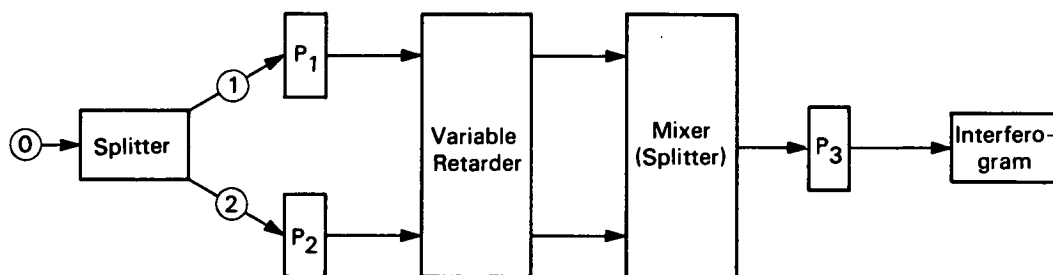 0
Splitter
1
2
P1
P2
Variable
Retarder
Mixer
(Splitter)
P3
Interfero-
gram